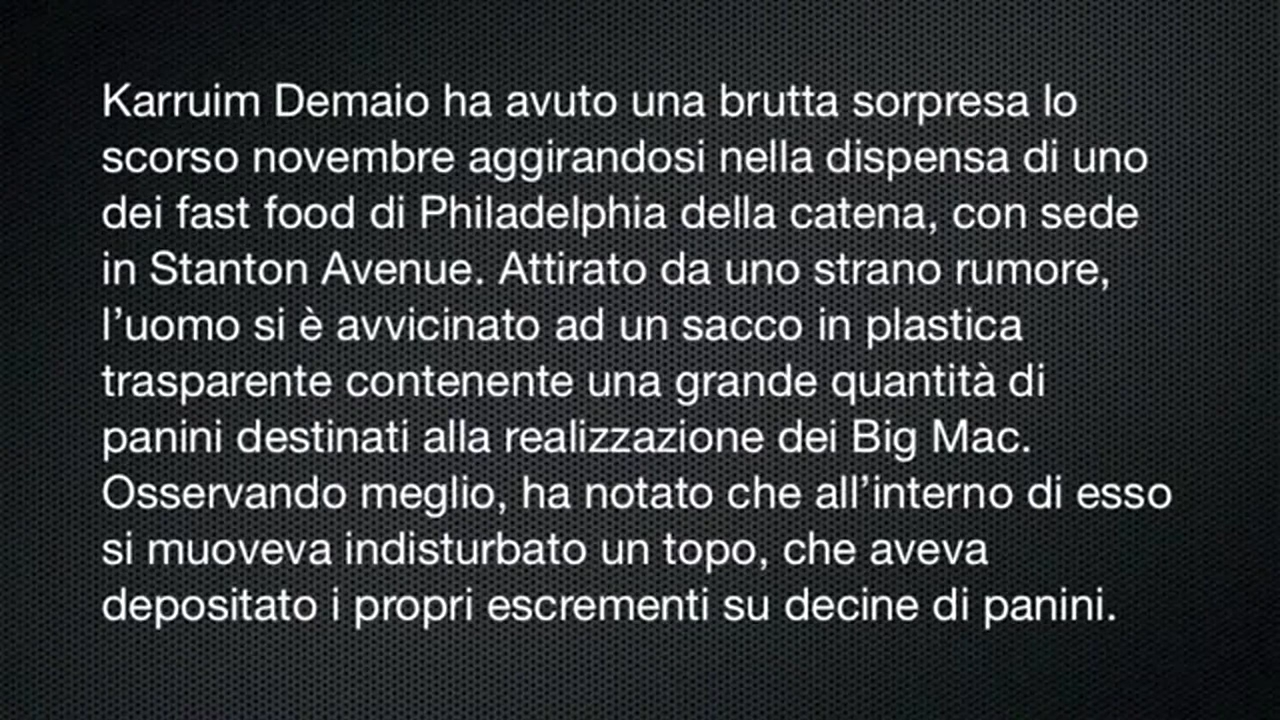 Karruim Demaio ha avuto una brutta sorpresa lo
scorso novembre aggirandosi nella dispensa di uno
dei fast food di Philadelphia della catena, con sede
in Stanton Avenue. Attirato da uno strano rumore,
l’uomo si è avvicinato ad un sacco in plastica
trasparente contenente una grande quantità di
panini destinati alla realizzazione dei Big Mac.
Osservando meglio, ha notato che all’interno di esso
si muoveva indisturbato un topo, che aveva
depositato i propri escrementi su decine di panini.